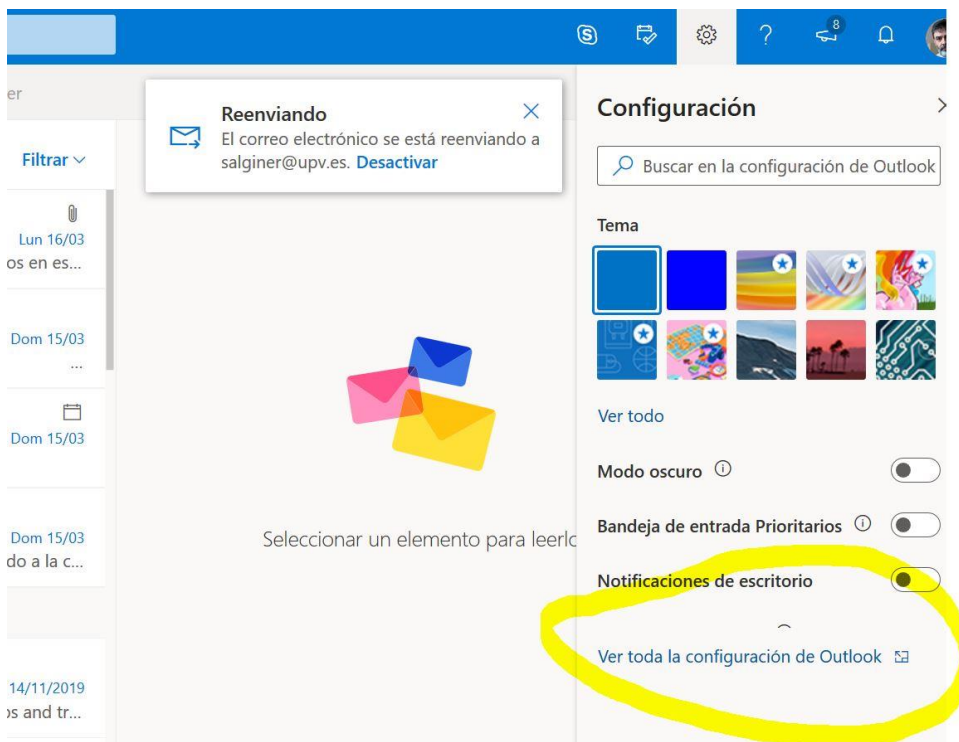 8
er
Filtrar
Lun 16/03
os en es...
Dom 15/03
...
Dom 15/03
Dom 15/03
do a la c...
14/11/2019
os and tr...
Reenviando
El correo electrónico se está reenviando a
salginer@upv.es. Desactivar
Seleccionar un elemento para leerlo
Configuración
Buscar en la configuración de Outlook
Tema
Ver todo
Modo oscuro
Bandeja de entrada Prioritarios
Notificaciones de escritorio
Ver toda la configuración de Outlook